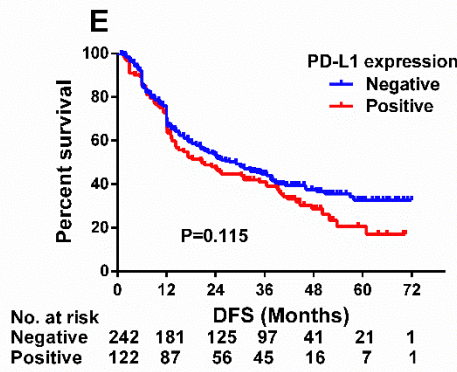 E
PD-L1 expression
Negative
Positive
Percent survival
100
80
60
40
20
0
P=0.115
0 12 24 36 48 60 72
DFS (Months)
No. at risk
Negative 242 181 125 97 41 21 1
Positive 122 87 56 45 16 7 1